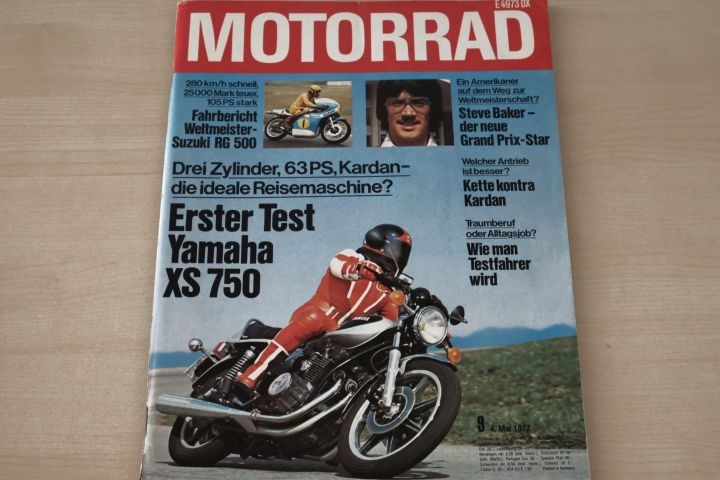 E 4973 DX
MOTORRAD
280 km/h schnell,
25000 Mark teuer,
105 PS stark
Fahrbericht
Weltmeister-
Suzuki RG 500
Ein Amerikaner
auf dem Weg zur
Weltmeisterschaft?
Steve Baker –
der neue
Grand Prix-Star
Drei Zylinder, 63 PS, Kardan-
die ideale Reisemaschine?
Erster Test
Yamaha
XS 750
Welcher Antrieb
ist besser?
Kette kontra
Kardan
Traumberuf
oder Alltagsjob?
Wie man
Testfahrer
wird
9 4. Mai 1977